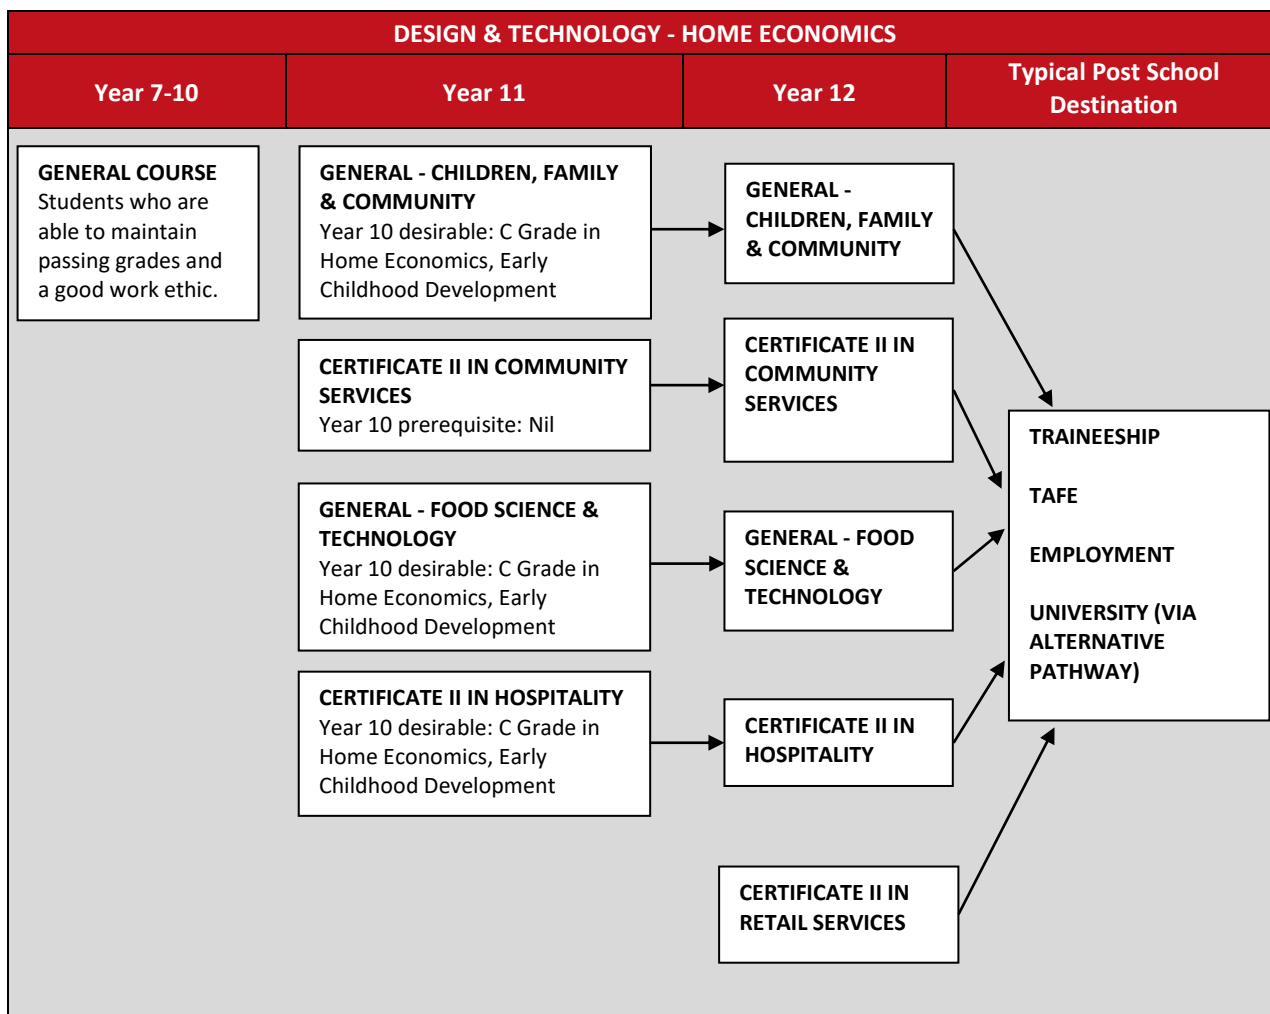 DESIGN & TECHNOLOGY - HOME ECONOMICS
Year 7-10
Year 11
Year 12
Typical Post School
Destination
GENERAL COURSE
Students who are
able to maintain
passing grades and
a good work ethic.
GENERAL - CHILDREN, FAMILY
& COMMUNITY
Year 10 desirable: C Grade in
Home Economics, Early
Childhood Development
CERTIFICATE II IN COMMUNITY
SERVICES
Year 10 prerequisite: Nil
GENERAL - FOOD SCIENCE &
TECHNOLOGY
Year 10 desirable: C Grade in
Home Economics, Early
Childhood Development
CERTIFICATE II IN HOSPITALITY
Year 10 desirable: C Grade in
Home Economics, Early
Childhood Development
GENERAL -
CHILDREN, FAMILY
& COMMUNITY
CERTIFICATE II IN
COMMUNITY
SERVICES
GENERAL - FOOD
SCIENCE &
TECHNOLOGY
CERTIFICATE II IN
HOSPITALITY
CERTIFICATE II IN
RETAIL SERVICES
TRAINEESHIP
TAFE
EMPLOYMENT
UNIVERSITY (VIA
ALTERNATIVE
PATHWAY)